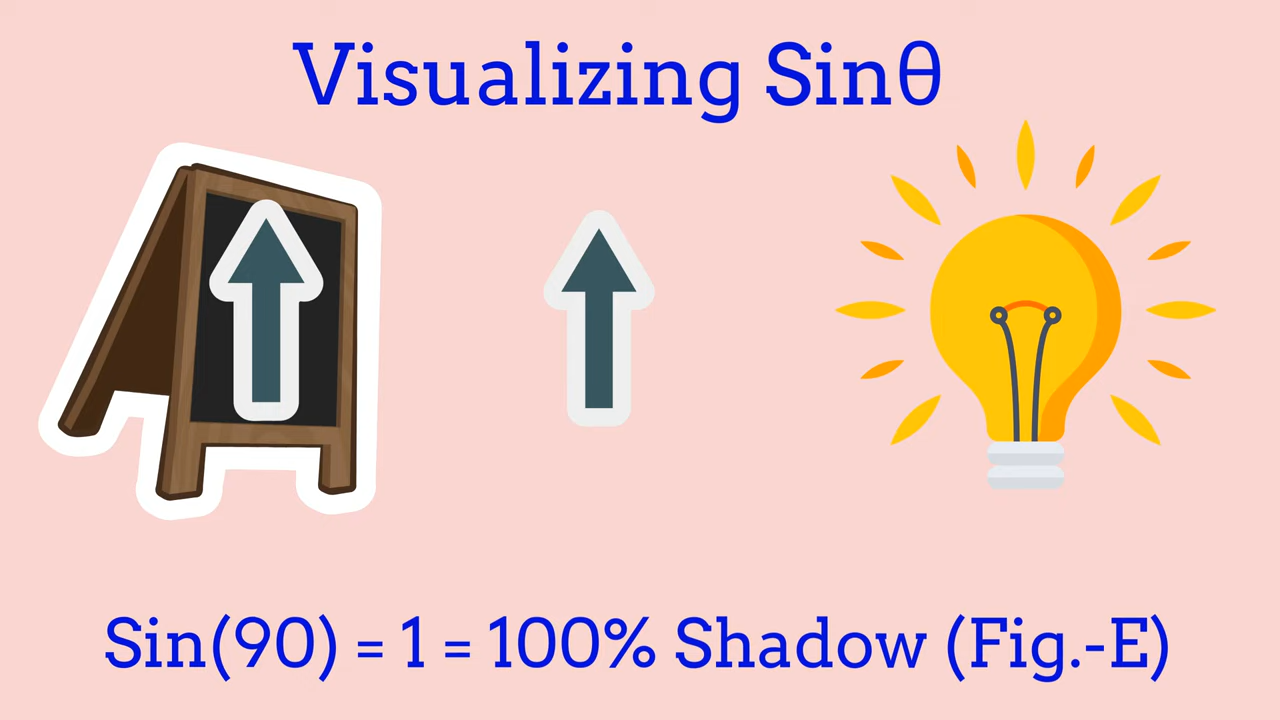 Visualizing Sinθ
Sin(90) = 1 = 100% Shadow (Fig.-E)